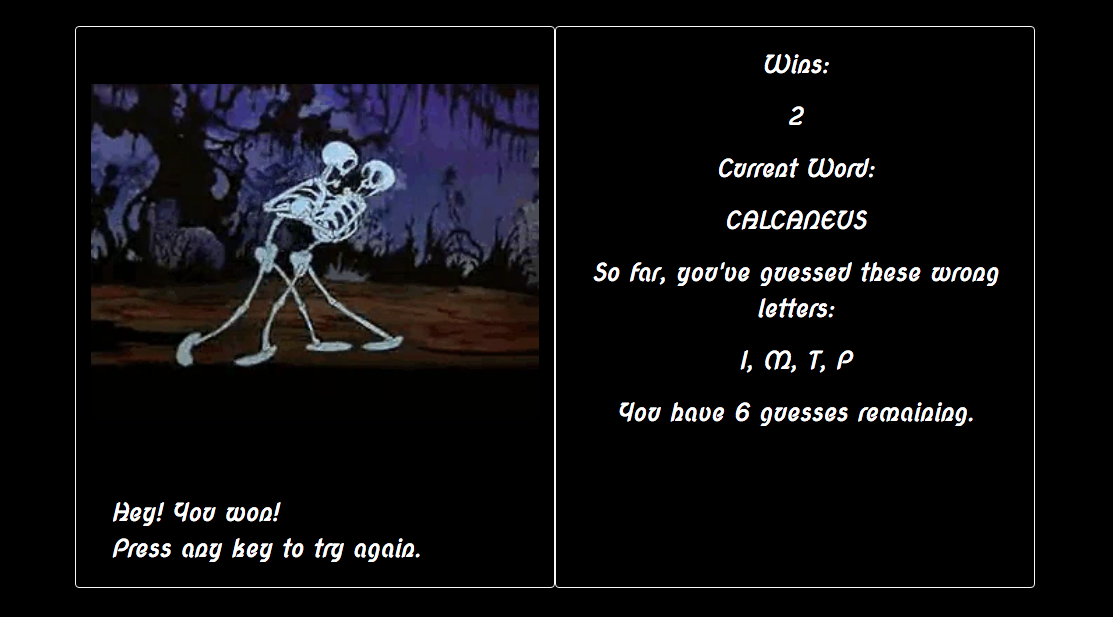 Wins:
2
Current Word:
CALCANEUS
So far, you've guessed these wrong
letters:
I, M, T, P
You have 6 guesses remaining.
Hey! You won!
Press any key to try again.